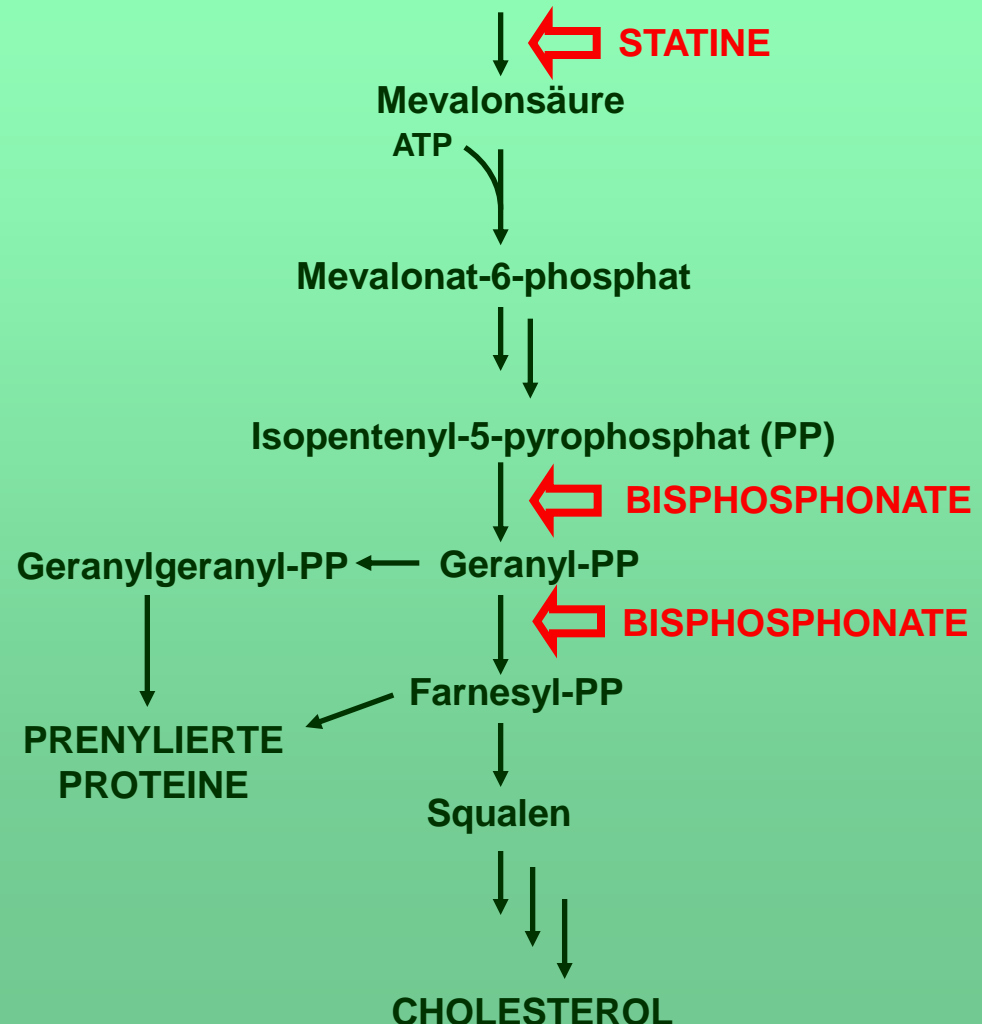 STATINE
Mevalonsäure
ATP
Mevalonat-6-phosphat
Isopentenyl-5-pyrophosphat (PP)
BISPHOSPHONATE
Geranylgeranyl-PP
Geranyl-PP
BISPHOSPHONATE
Farnesyl-PP
PRENYLIERTE
PROTEINE
Squalen
CHOLESTEROL